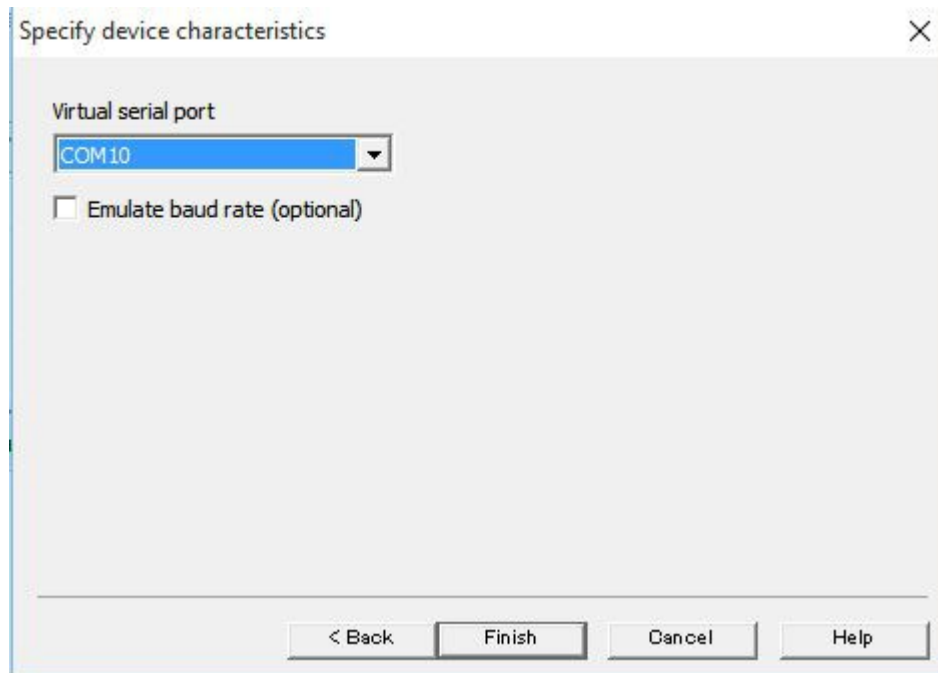 Specify device characteristics
Virtual serial port
COM10
Emulate baud rate (optional)
< Back Finish Cancel Help